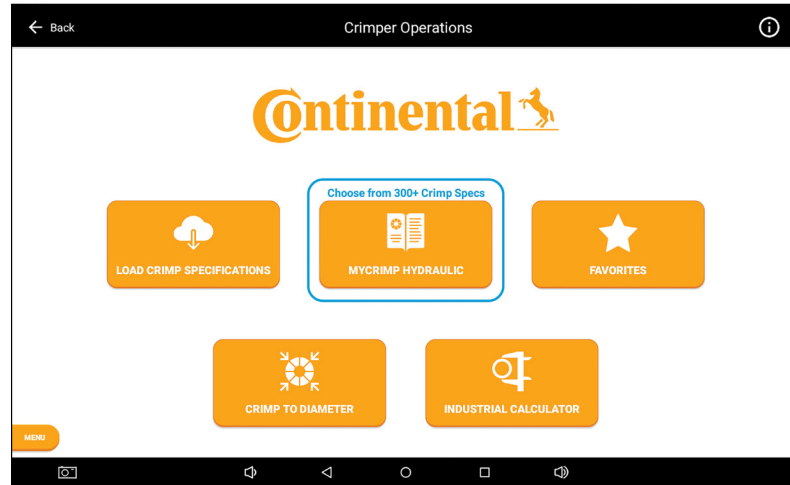 Back
Crimper Operations
Continental
Choose from 300+ Crimp Specs
LOAD CRIMP SPECIFICATIONS
MYCRIMP HYDRAULIC
FAVORITES
CRIMP TO DIAMETER
INDUSTRIAL CALCULATOR
MENU